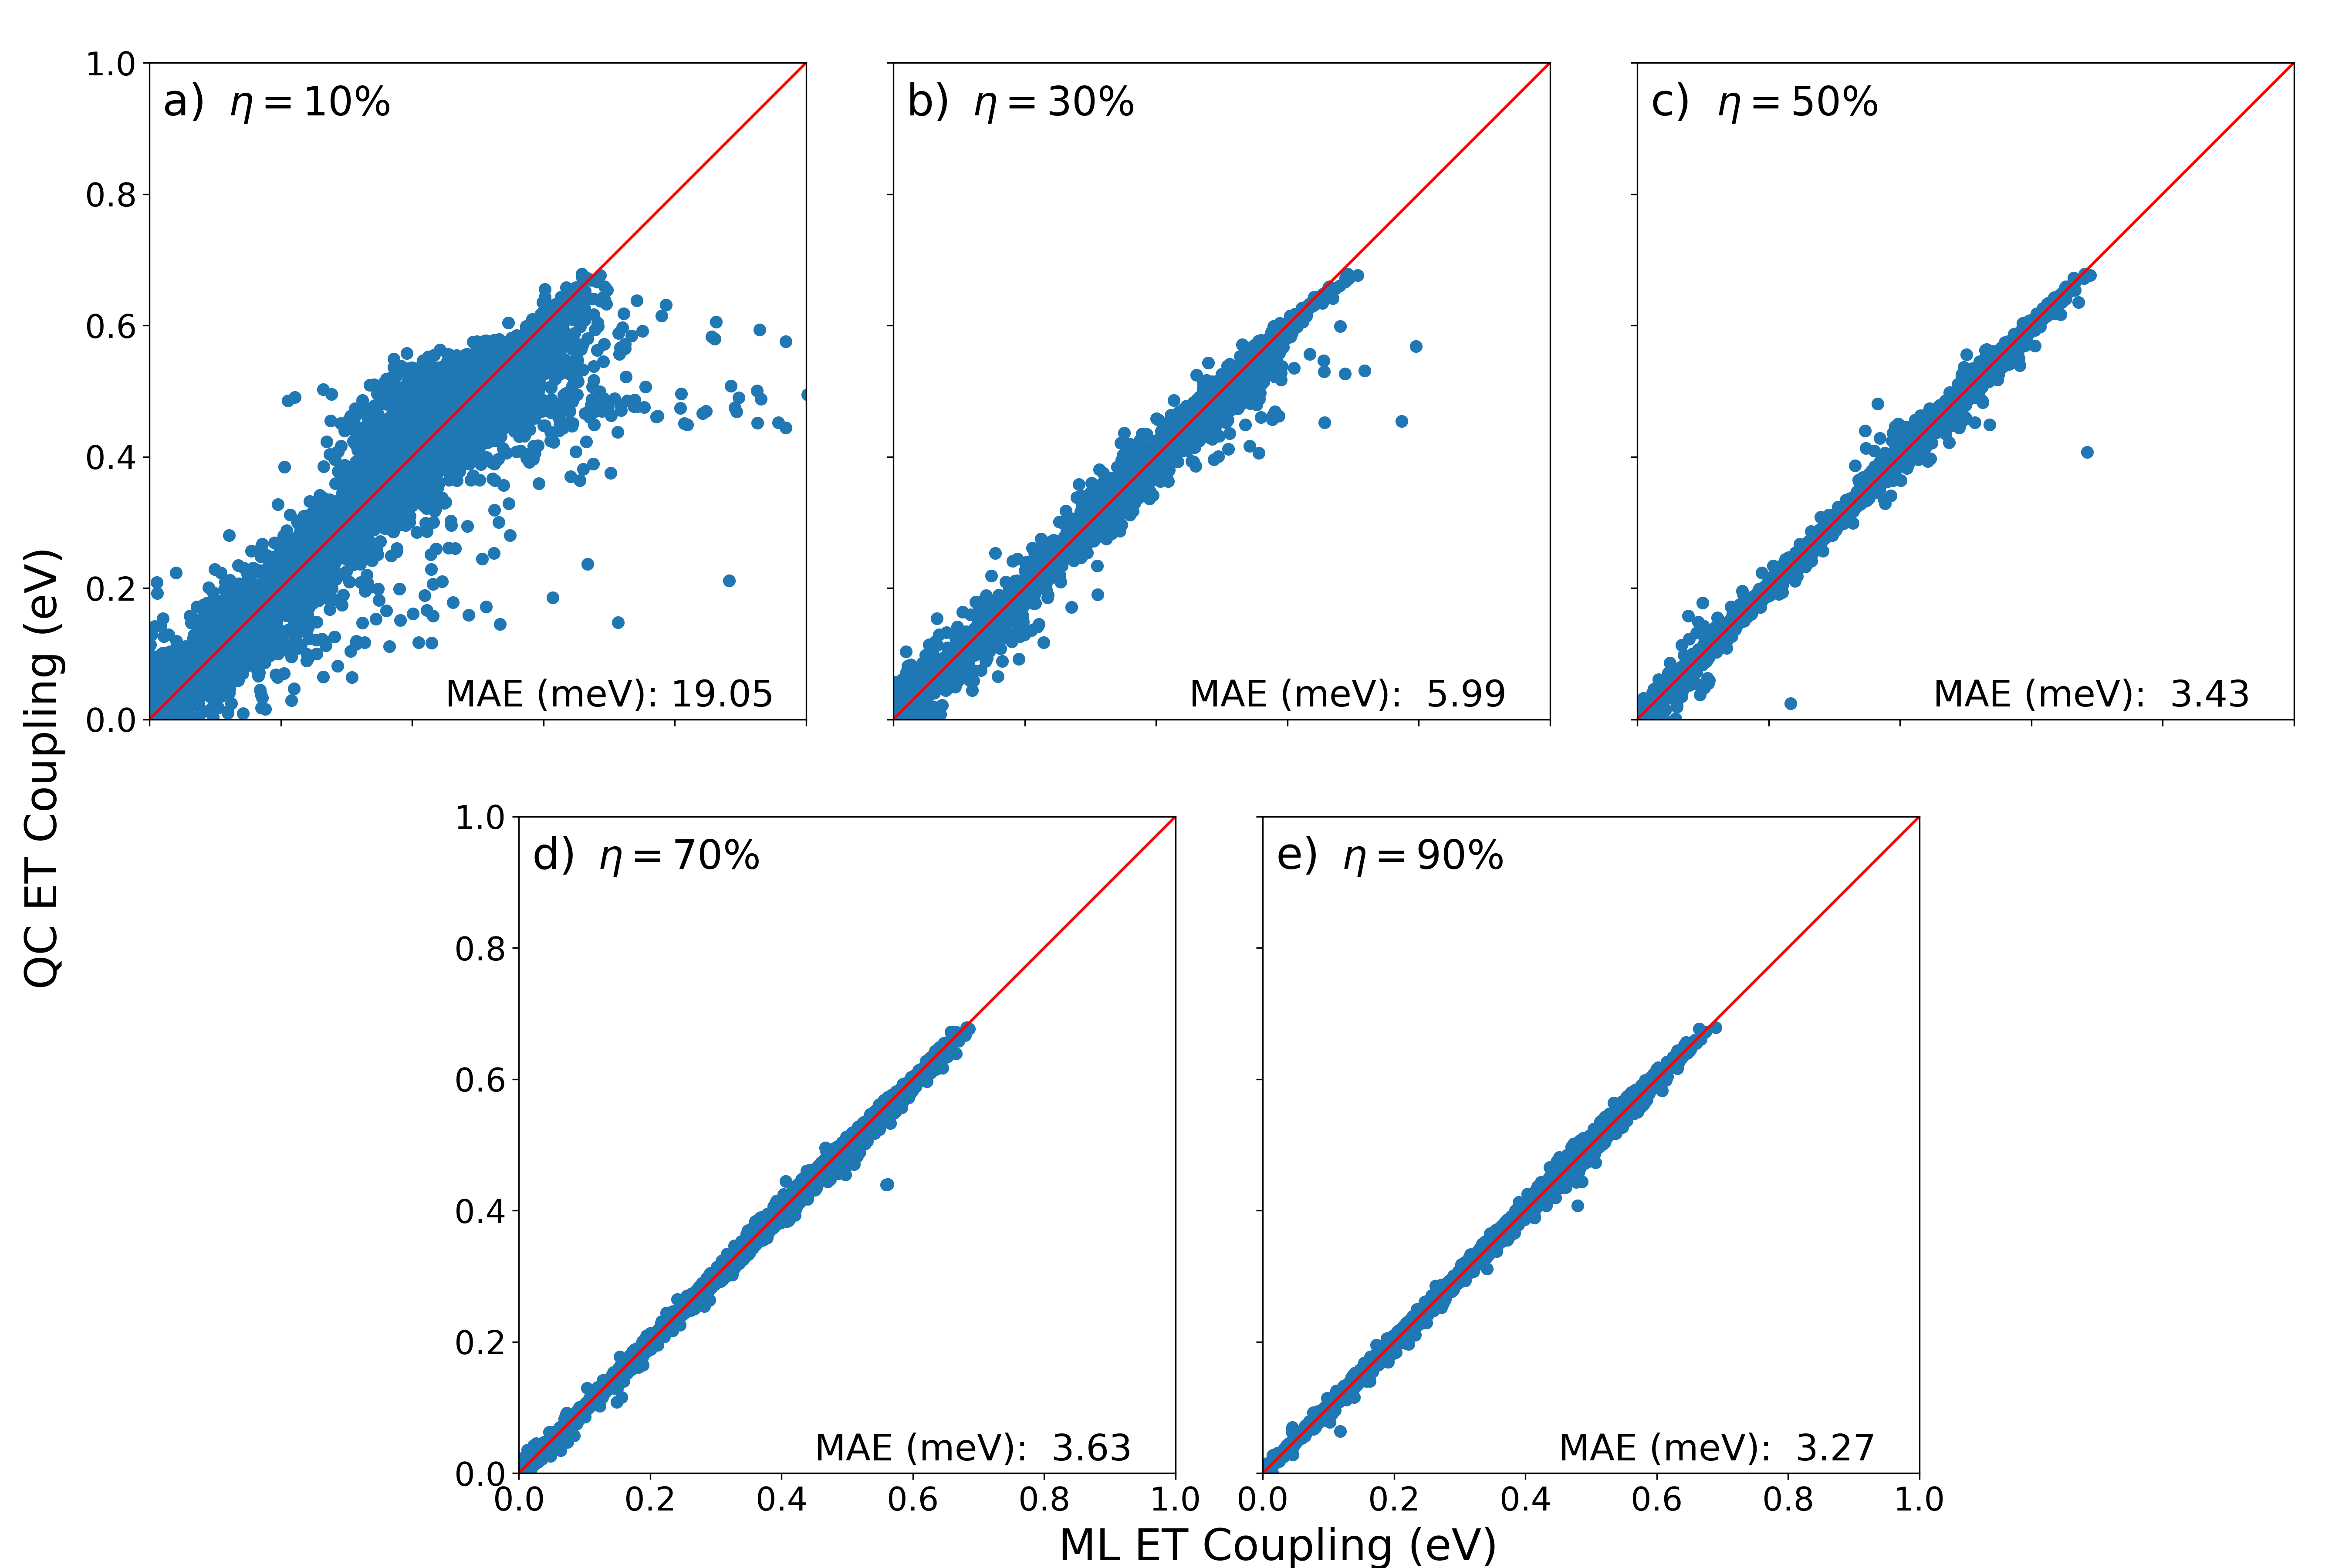 a) η = 10%
b) η = 30%
c) η = 50%
1.0
0.8
0.6
0.4
0.2
0.0
MAE (meV): 19.05
MAE (meV): 5.99
MAE (meV): 3.43
QC ET Coupling (eV)
d) η = 70%
e) η = 90%
1.0
0.8
0.6
0.4
0.2
0.0
MAE (meV): 3.63
MAE (meV): 3.27
0.0 0.2 0.4 0.6 0.8 1.0
0.0 0.2 0.4 0.6 0.8 1.0
ML ET Coupling (eV)